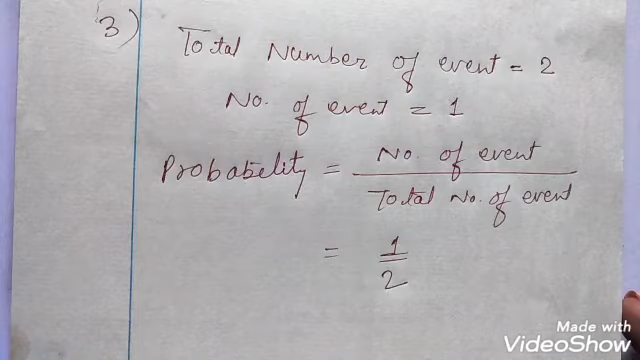 3)
Total Number of event = 2
No. of event = 1
Probability = No. of event / Total No. of event
= 1/2
Made with
VideoShow